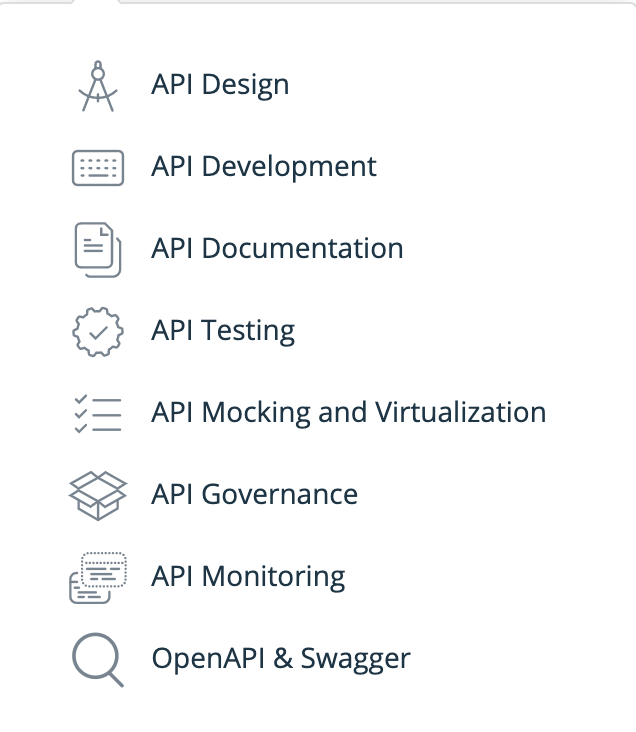 API Design
API Development
API Documentation
API Testing
API Mocking and Virtualization
API Governance
API Monitoring
OpenAPI & Swagger